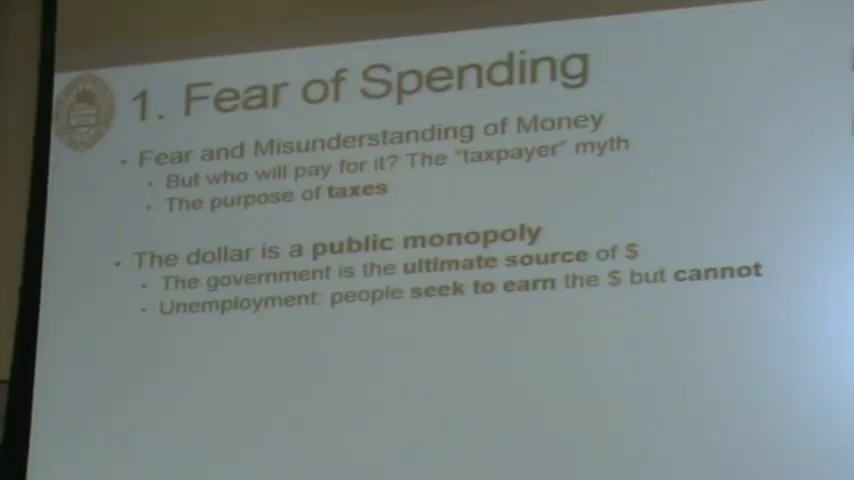 1. Fear of Spending
• Fear and Misunderstanding of Money
• But who will pay for it? The "taxpayer" myth
• The purpose of taxes
• The dollar is a public monopoly
• The government is the ultimate source of $
• Unemployment: people seek to earn the $ but cannot